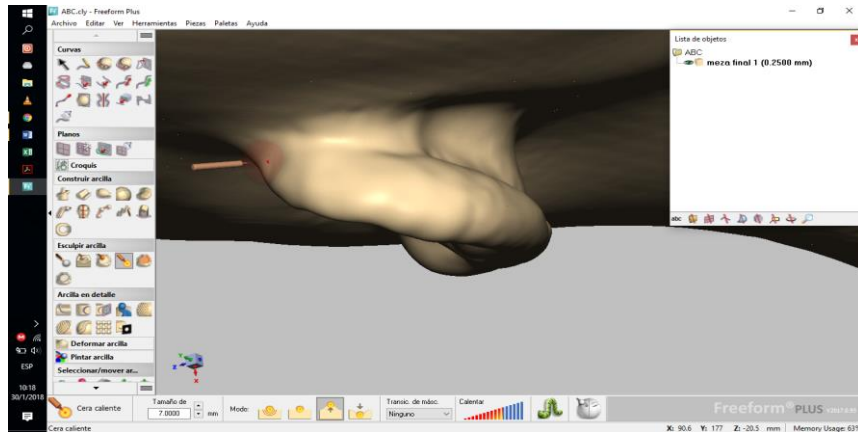 ABC.cly - Freeform Plus
Archivo Editar Ver Herramientas Piezas Paletas Ayuda
Curvas
Planos
Croquis
Construir arcilla
Esculpir arcilla
Arcilla en detalle
Deformar arcilla
Pintar arcilla
Seleccionar/mover ar...
Lista de objetos
ABC
meza final 1 (0.2500 mm)
abc
ESP
10:18
30/1/2018
Cera caliente
Tamaño de
7.0000 mm
Modo:
Transic. de másc.
Ninguno
Calentar
Freeform® PLUS
Cera caliente
X: 90.6 Y: 177 Z: -20.5 mm Memory Usage: 63%